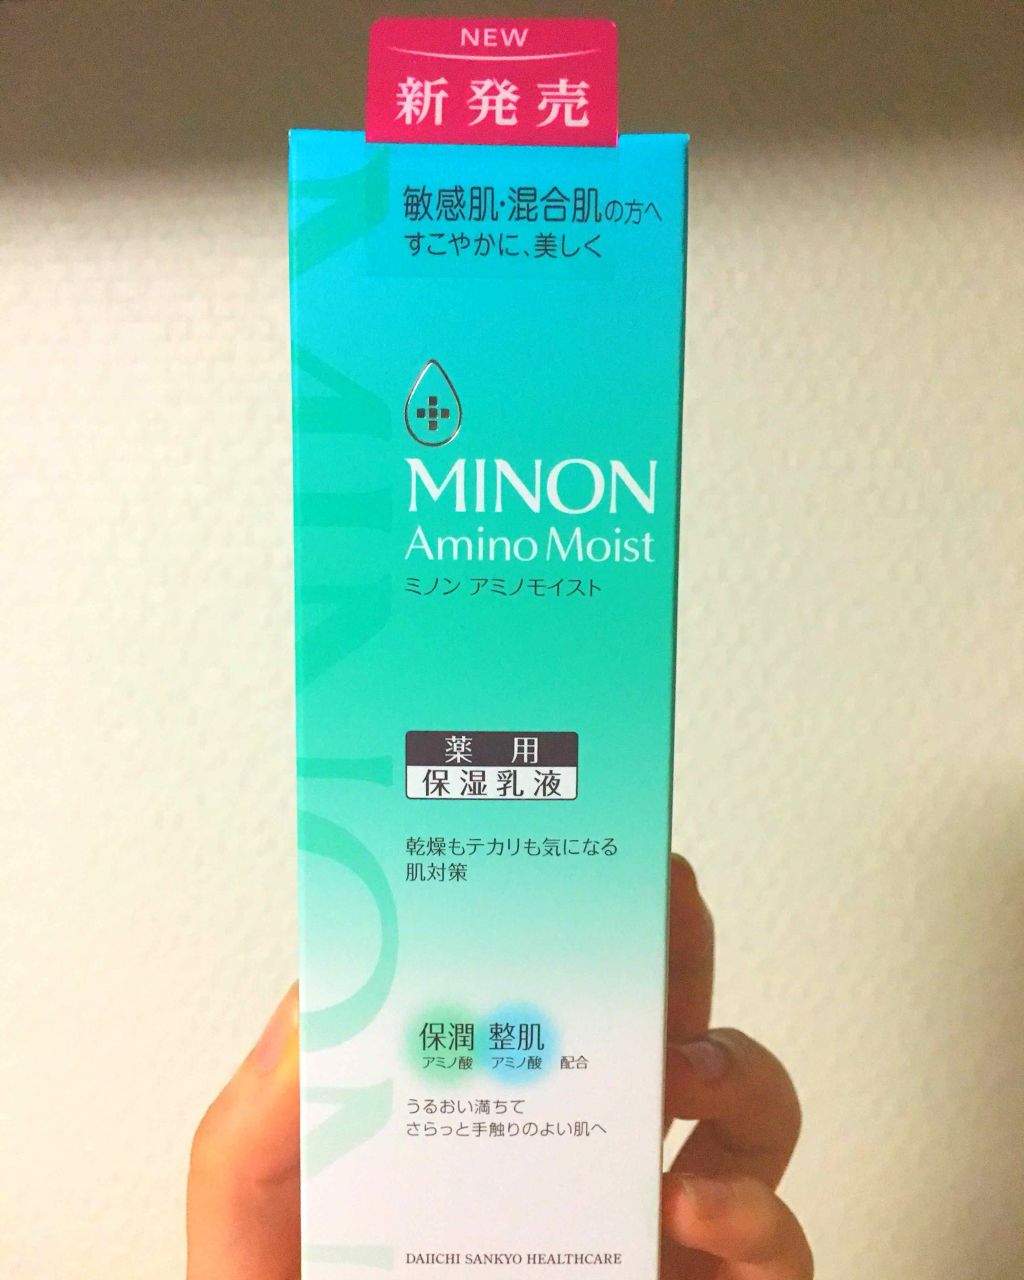 NEW
新発売
敏感肌・混合肌の方へ
すこやかに、美しく
MINON
Amino Moist
ミノン アミノモイスト
薬用
保湿乳液
乾燥もテカリも気になる
肌対策
保潤 整肌
アミノ酸 アミノ酸 配合
うるおい満ちて
さらっと手触りのよい肌へ
DAIICHI SANKYO HEALTHCARE
MINON